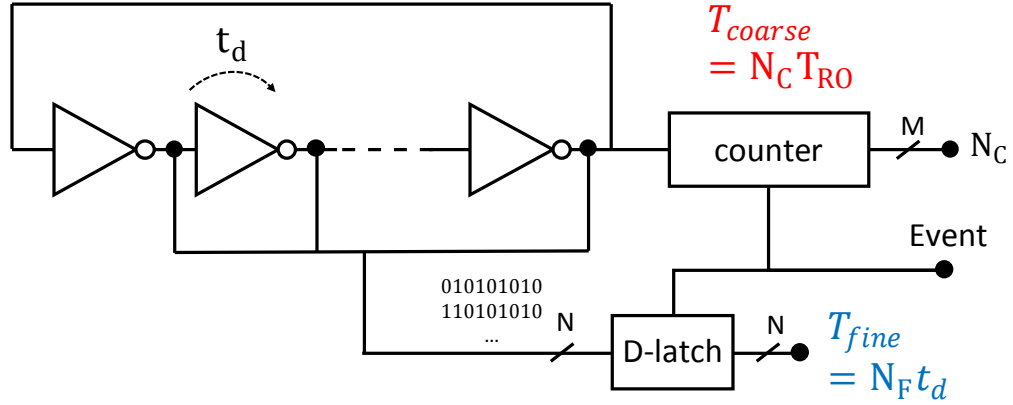 T_coarse
= N_C T_RO
t_d
counter
M
N_C
Event
010101010
110101010
...
N
D-latch
N
T_fine
= N_F t_d